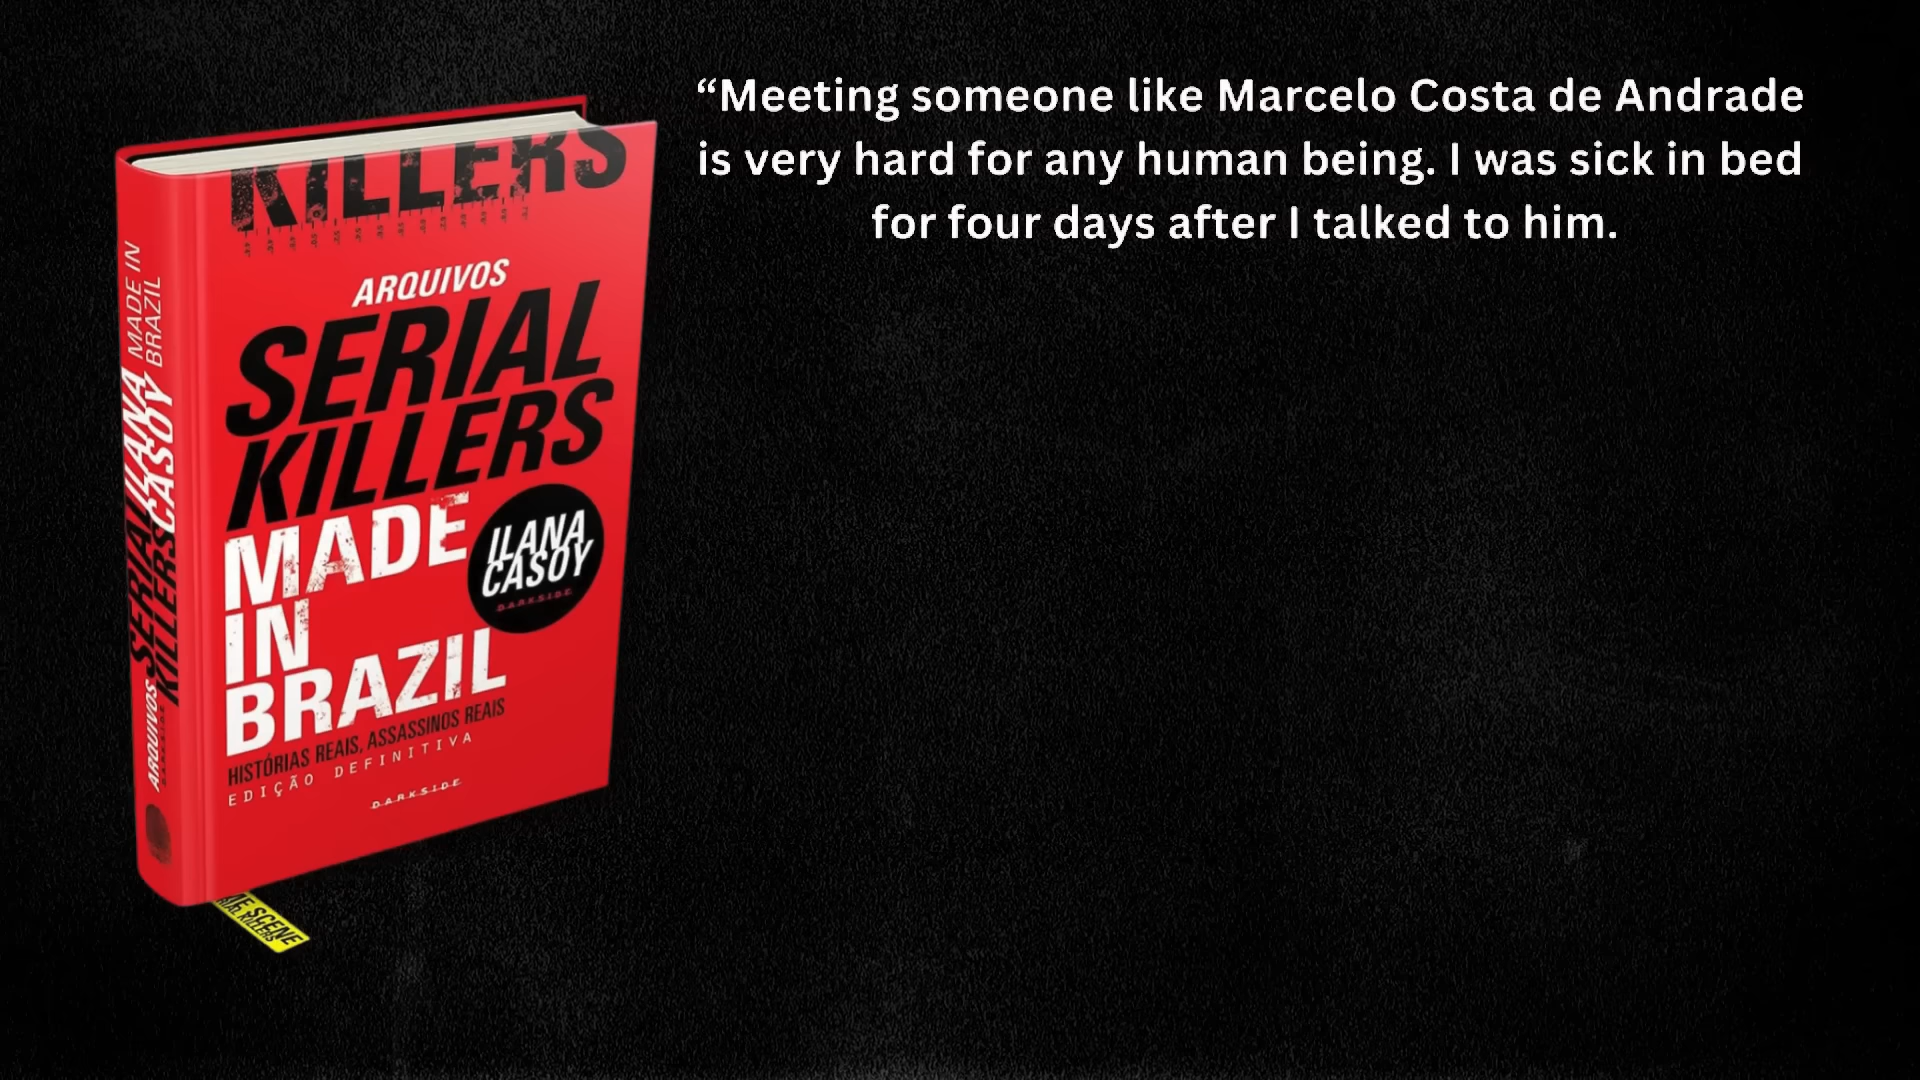 “Meeting someone like Marcelo Costa de Andrade
is very hard for any human being. I was sick in bed
for four days after I talked to him.
KILLERS
ARQUIVOS
SERIAL
KILLERS
MADE
IN
BRAZIL
ILANA
CASOY
DARKSIDE
HISTÓRIAS REAIS, ASSASSINOS REAIS
EDIÇÃO DEFINITIVA
DARKSIDE
ARQUIVOS SERIAL KILLERS
ILANA CASOY
MADE IN
BRAZIL
SCENE
KILLERS